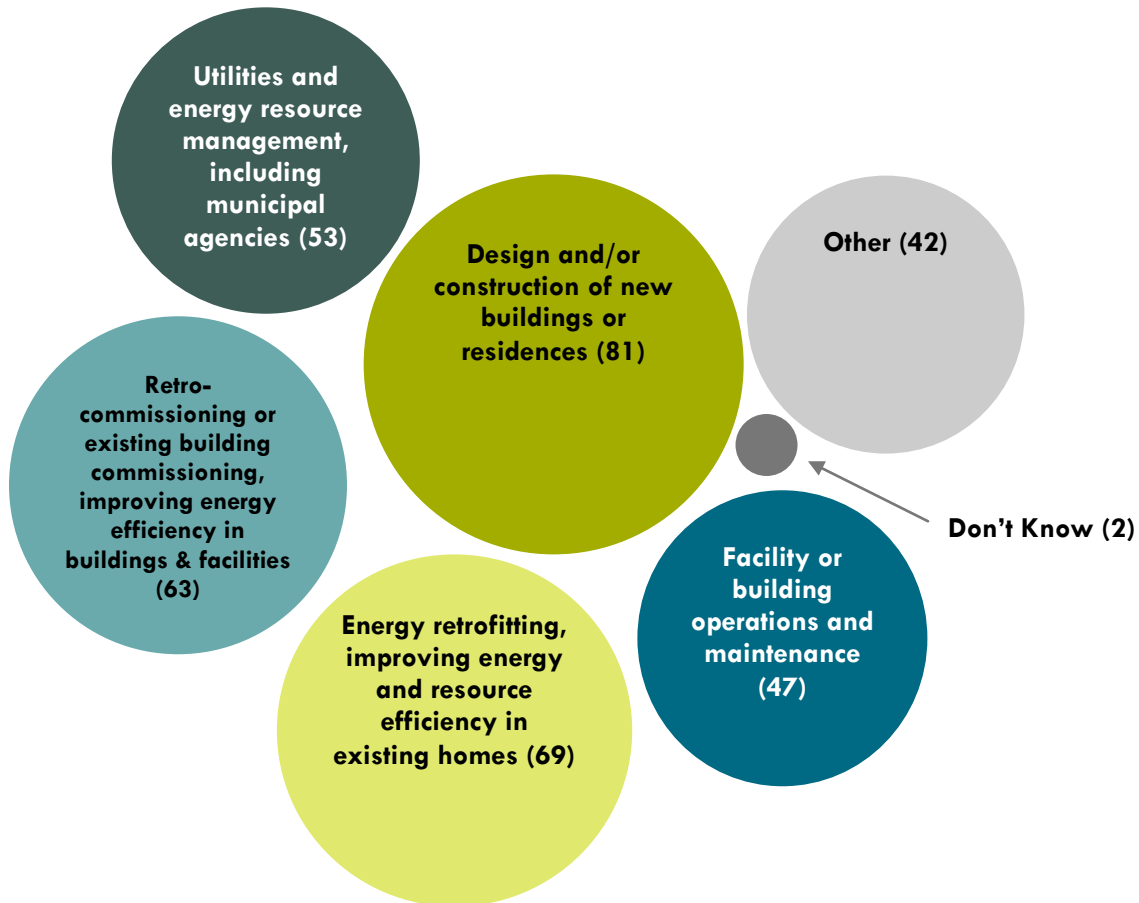 Utilities and
energy resource
management,
including
municipal
agencies (53)
Design and/or
construction of new
buildings or
residences (81)
Other (42)
Retro-
commissioning or
existing building
commissioning,
improving energy
efficiency in
buildings & facilities
(63)
Don't Know (2)
Facility or
building
operations and
maintenance
(47)
Energy retrofitting,
improving energy
and resource
efficiency in
existing homes (69)